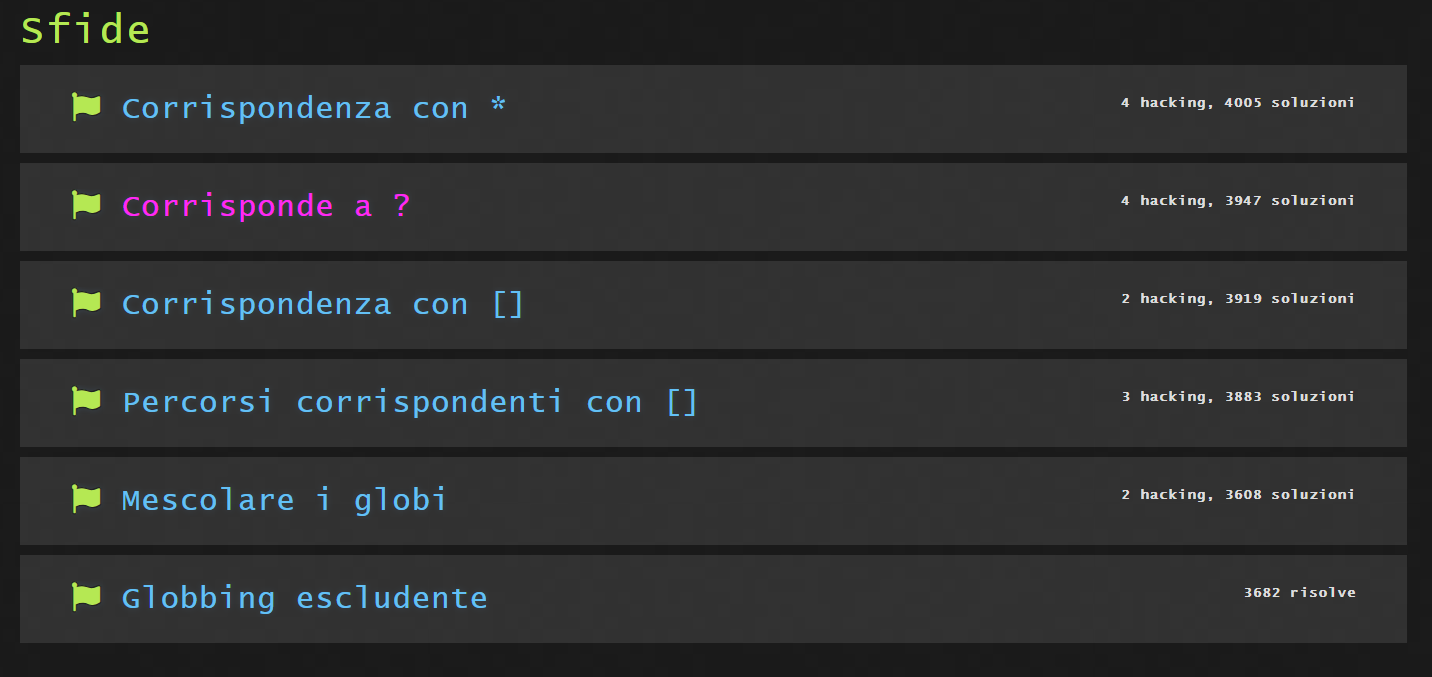 Sfide
Corrispondenza con *
4 hacking, 4005 soluzioni
Corrisponde a ?
4 hacking, 3947 soluzioni
Corrispondenza con []
2 hacking, 3919 soluzioni
Percorsi corrispondenti con []
3 hacking, 3883 soluzioni
Mescolare i globi
2 hacking, 3608 soluzioni
Globbing escludente
3682 risolve